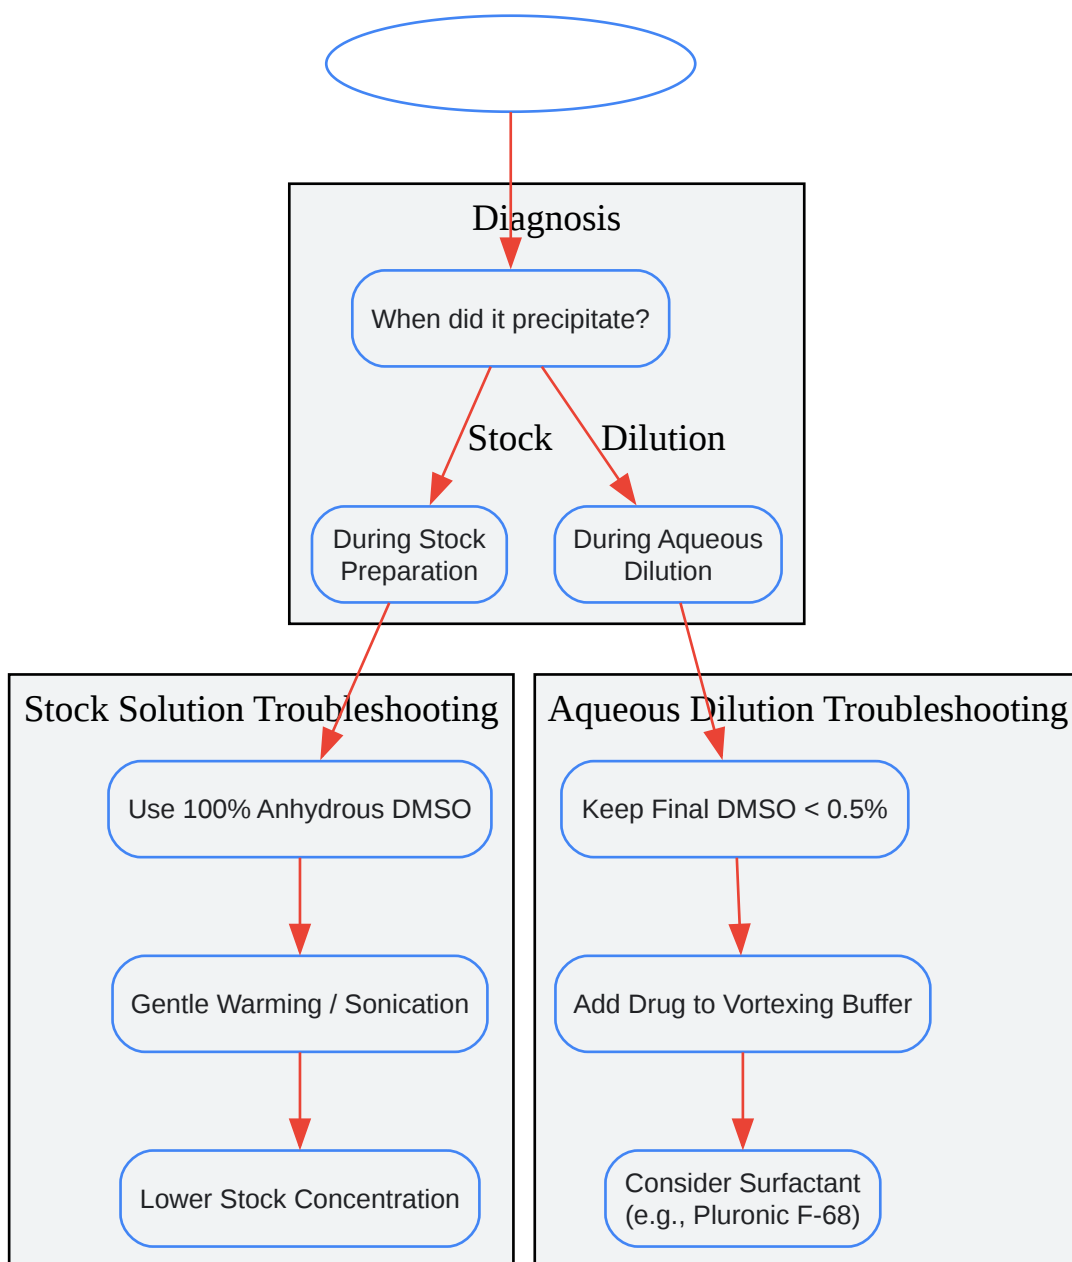 Diagnosis
When did it precipitate?
Stock
Dilution
During Stock
Preparation
During Aqueous
Dilution
Stock Solution Troubleshooting
Use 100% Anhydrous DMSO
Gentle Warming / Sonication
Lower Stock Concentration
Aqueous Dilution Troubleshooting
Keep Final DMSO < 0.5%
Add Drug to Vortexing Buffer
Consider Surfactant
(e.g., Pluronic F-68)